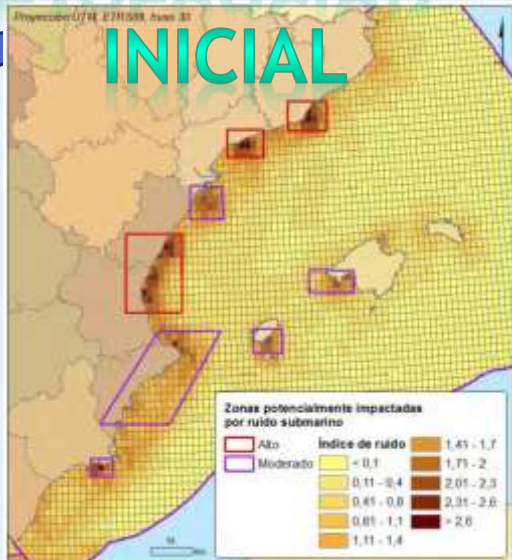 Proyección UTM, ETRS89, huso 30
INICIAL
Zonas potencialmente impactadas
por ruido submarino
Alto
Moderado
Índice de ruido
< 0,1
0,11 - 0,4
0,41 - 0,8
0,81 - 1,1
1,11 - 1,4
1,41 - 1,7
1,71 - 2
2,01 - 2,3
2,31 - 2,6
> 2,6